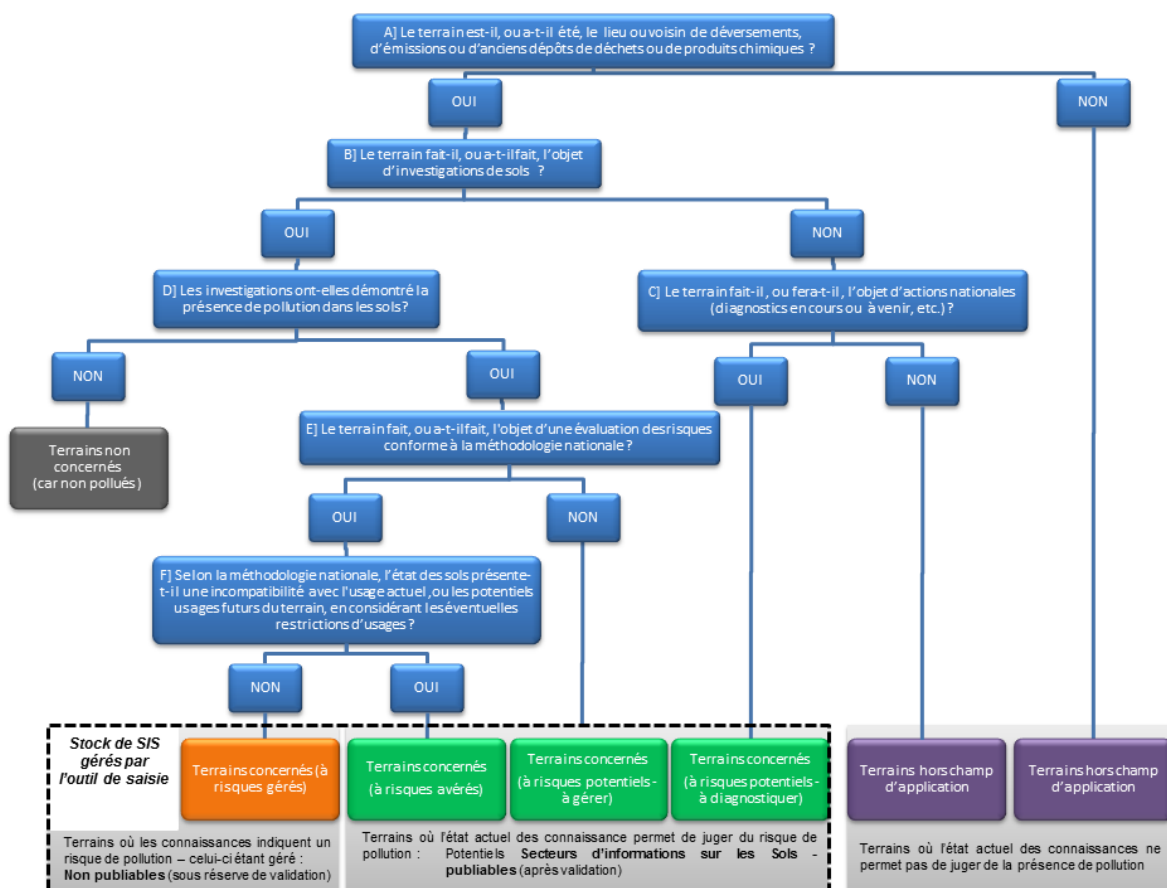 A] Le terrain est-il, ou a-t-il été, le lieu ou voisin de déversements,
d'émissions ou d'anciens dépôts de déchets ou de produits chimiques ?
OUI
NON
B] Le terrain fait-il, ou a-t-il fait, l'objet
d'investigations de sols ?
OUI
NON
D] Les investigations ont-elles démontré la
présence de pollution dans les sols?
C] Le terrain fait-il, ou fera-t-il, l'objet d'actions nationales
(diagnostics en cours ou à venir, etc.) ?
NON
OUI
OUI
NON
Terrains non
concernés
(car non pollués)
E] Le terrain fait, ou a-t-il fait, l'objet d'une évaluation des risques
conforme à la méthodologie nationale ?
OUI
NON
F] Selon la méthodologie nationale, l'état des sols présente-
t-il une incompatibilité avec l'usage actuel, ou les potentiels
usages futurs du terrain, en considérant les éventuelles
restrictions d'usages ?
NON
OUI
Stock de SIS
gérés par
l'outil de saisie
Terrains concernés (à
risques gérés)
Terrains concernés
(à risques avérés)
Terrains concernés
(à risques potentiels -
à gérer)
Terrains concernés
(à risques potentiels-
à diagnostiquer)
Terrains hors champ
d'application
Terrains hors champ
d'application
Terrains où les connaissances indiquent un
risque de pollution – celui-ci étant géré :
Non publiables (sous réserve de validation)
Terrains où l'état actuel des connaissance permet de juger du risque de
pollution : Potentiels Secteurs d'informations sur les Sols -
publiables (après validation)
Terrains où l'état actuel des connaissances ne
permet pas de juger de la présence de pollution